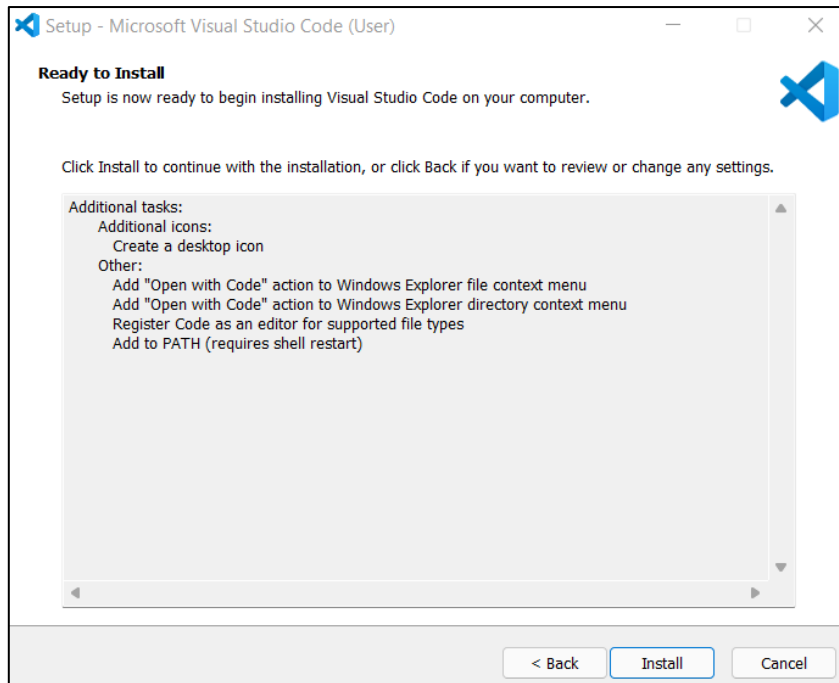 Setup - Microsoft Visual Studio Code (User)
Ready to Install
Setup is now ready to begin installing Visual Studio Code on your computer.
Click Install to continue with the installation, or click Back if you want to review or change any settings.
Additional tasks:
Additional icons:
Create a desktop icon
Other:
Add "Open with Code" action to Windows Explorer file context menu
Add "Open with Code" action to Windows Explorer directory context menu
Register Code as an editor for supported file types
Add to PATH (requires shell restart)
< Back Install Cancel